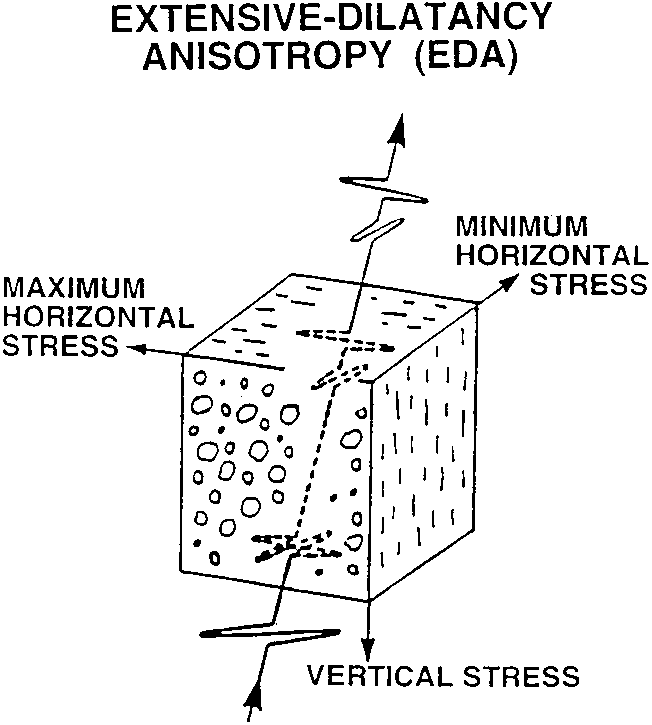 EXTENSIVE-DILATANCY
ANISOTROPY (EDA)
MINIMUM
HORIZONTAL
STRESS
MAXIMUM
HORIZONTAL
STRESS
VERTICAL STRESS